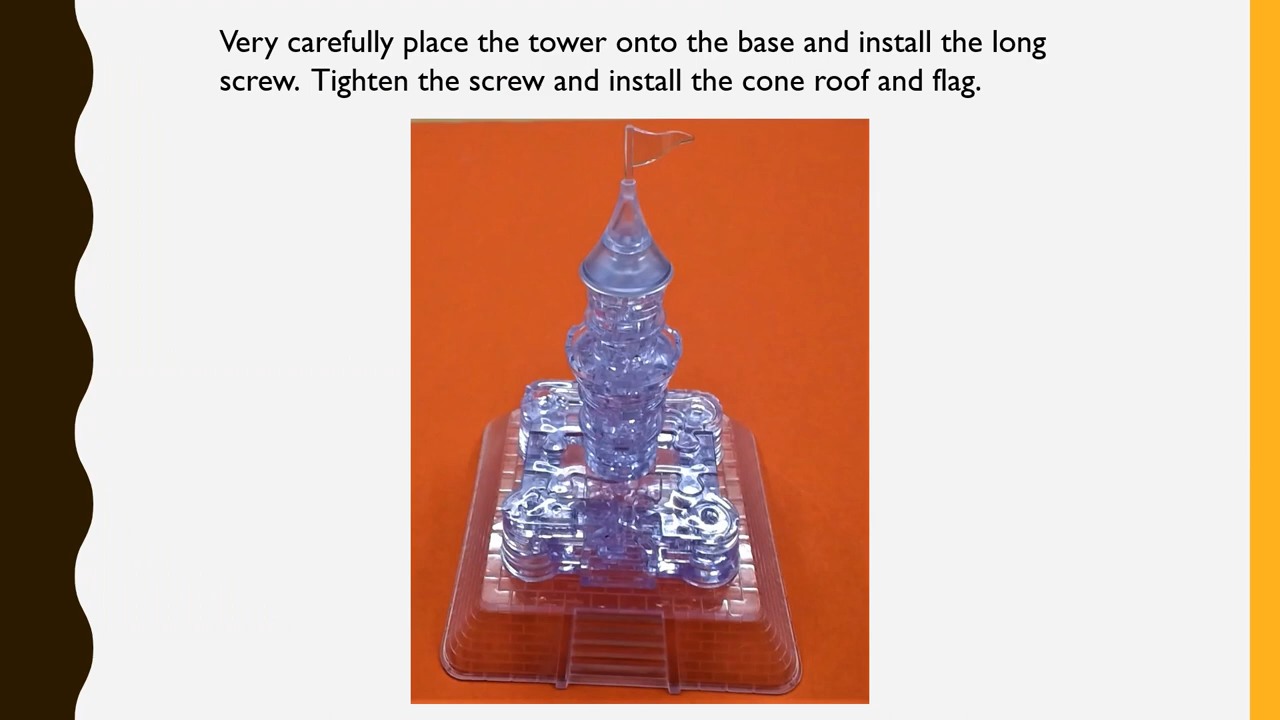 Very carefully place the tower onto the base and install the long
screw.  Tighten the screw and install the cone roof and flag.